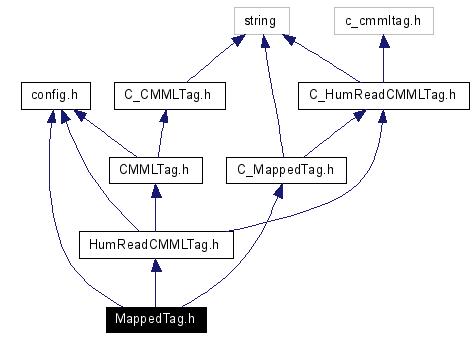 string
c_cmmltag.h
config.h
C_CMMLTag.h
C_HumReadCMMLTag.h
CMMLTag.h
C_MappedTag.h
HumReadCMMLTag.h
MappedTag.h